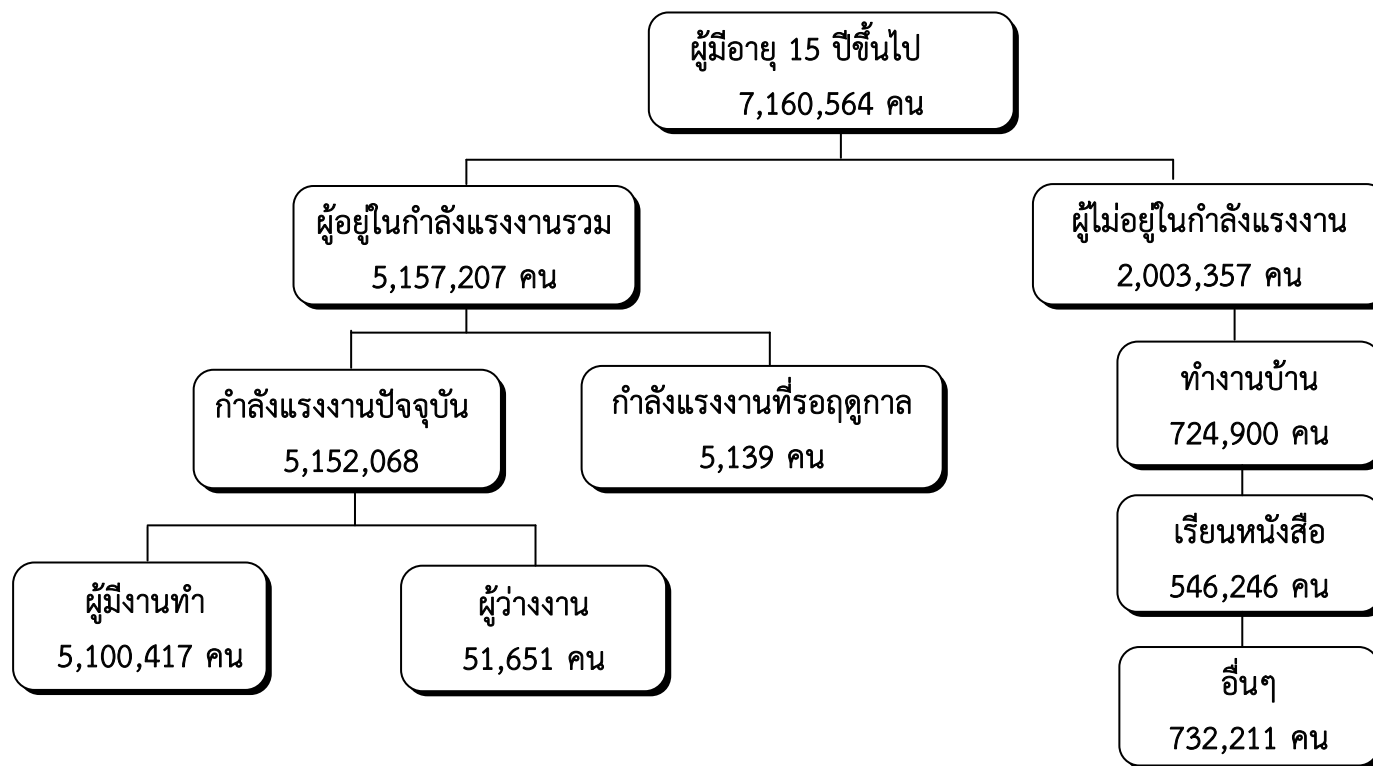 ผู้มีอายุ 15 ปีขึ้นไป
7,160,564 คน
ผู้อยู่ในกำลังแรงงานรวม
5,157,207 คน
ผู้ไม่อยู่ในกำลังแรงงาน
2,003,357 คน
กำลังแรงงานปัจจุบัน
5,152,068
กำลังแรงงานที่รอฤดูกาล
5,139 คน
ทำงานบ้าน
724,900 คน
เรียนหนังสือ
546,246 คน
ผู้มีงานทำ
5,100,417 คน
ผู้ว่างงาน
51,651 คน
อื่นๆ
732,211 คน